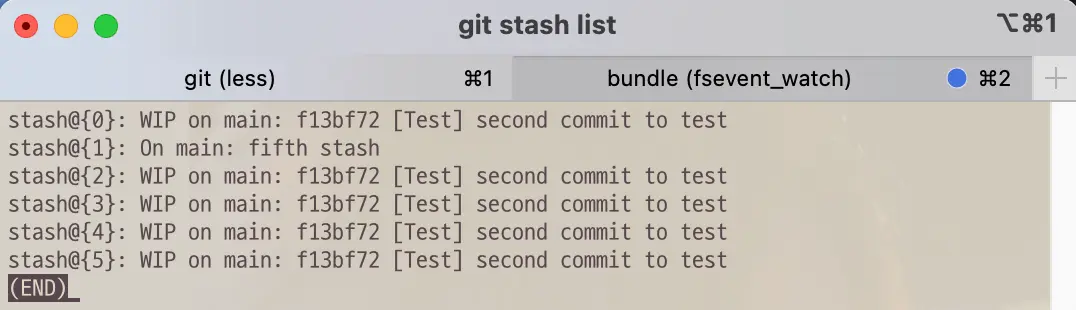 git stash list
⌥⌘1
git (less) ⌘1 bundle (fsevent_watch) ⌘2
stash@{0}: WIP on main: f13bf72 [Test] second commit to test
stash@{1}: On main: fifth stash
stash@{2}: WIP on main: f13bf72 [Test] second commit to test
stash@{3}: WIP on main: f13bf72 [Test] second commit to test
stash@{4}: WIP on main: f13bf72 [Test] second commit to test
stash@{5}: WIP on main: f13bf72 [Test] second commit to test
(END)